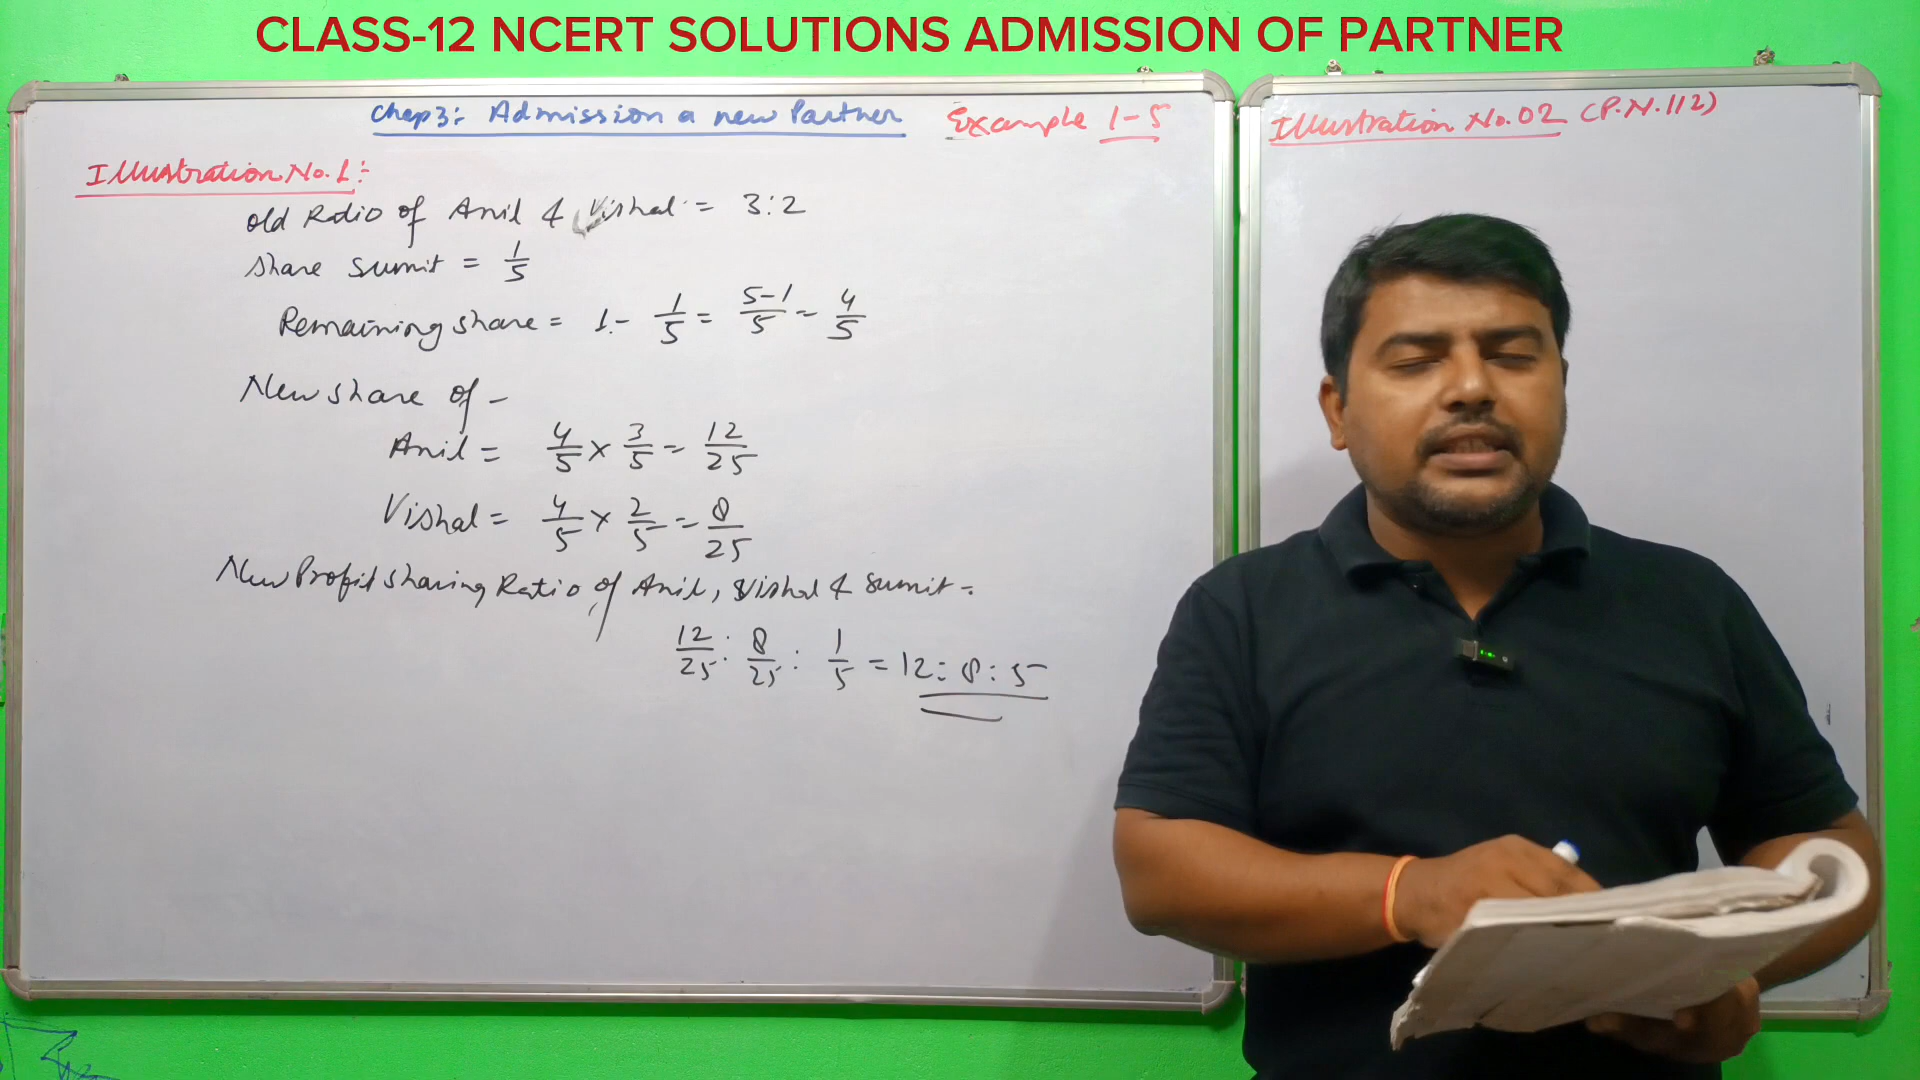 CLASS-12 NCERT SOLUTIONS ADMISSION OF PARTNER
Chap3:- Admission a new Partner Example 1-5
Illustration No. 1:-
old Ratio of Anil & Vishal = 3:2
share sumit = 1/5
Remaining share = 1 - 1/5 = 5-1/5 = 4/5
New share of -
Anil = 4/5 × 3/5 = 12/25
Vishal = 4/5 × 2/5 = 8/25
New Profit sharing Ratio of Anil, Vishal & Sumit =
12/25 : 8/25 : 1/5 = 12:8:5
Illustration No. 02 (P.N.112)